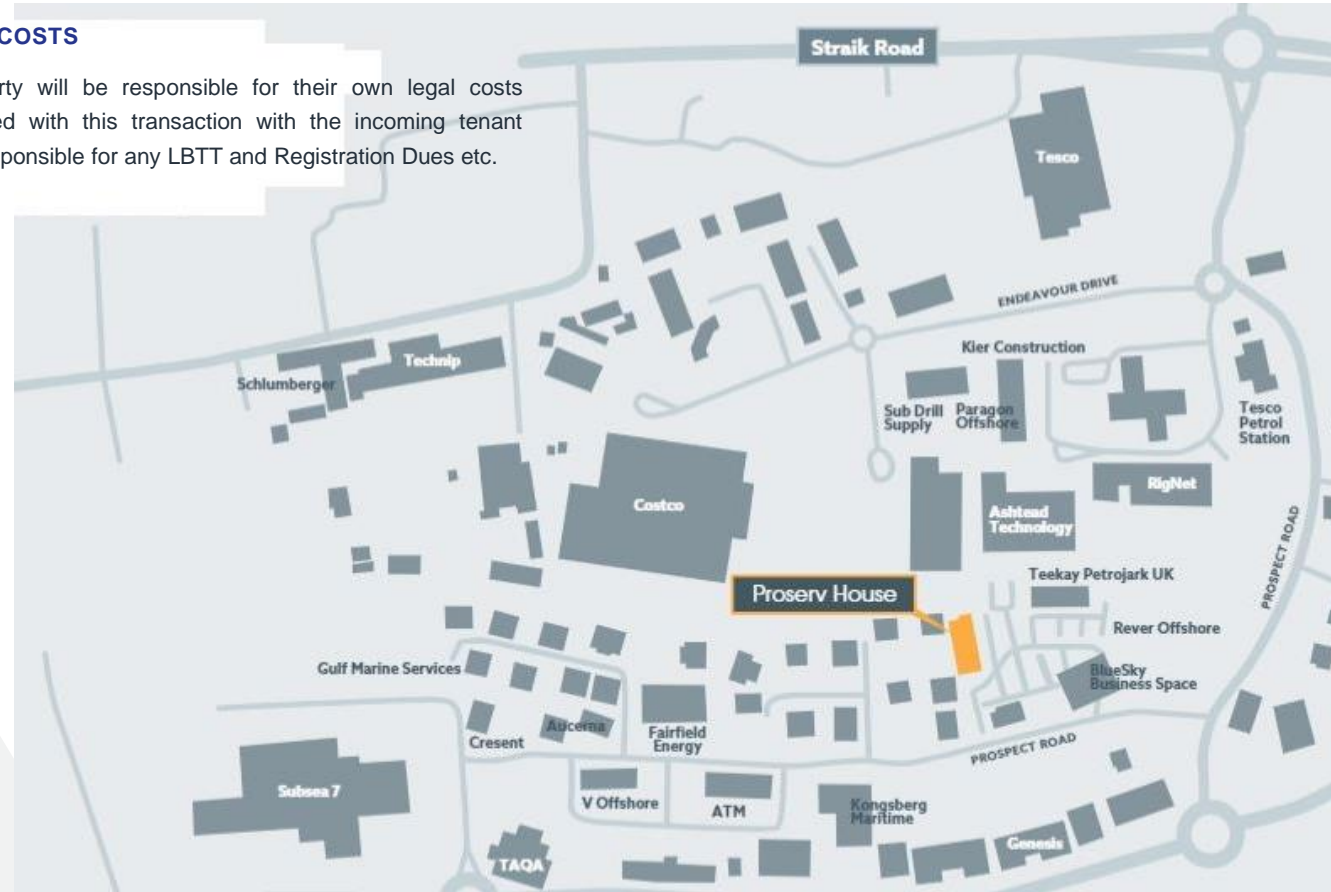 COSTS
rty will be responsible for their own legal costs
ed with this transaction with the incoming tenant
ponsible for any LBTT and Registration Dues etc.
Straik Road
Tesco
ENDEAVOUR DRIVE
Kier Construction
Technip
Schlumberger
Sub Drill
Supply
Paragon
Offshore
Tesco
Petrol
Station
RigNet
Costco
Ashtead
Technology
PROSPECT ROAD
Teekay Petrojark UK
Proserv House
Rever Offshore
Gulf Marine Services
BlueSky
Business Space
Aucerna
Cresent
Fairfield
Energy
PROSPECT ROAD
Subsea 7
V Offshore
ATM
Kongsberg
Maritime
Genesis
TAQA